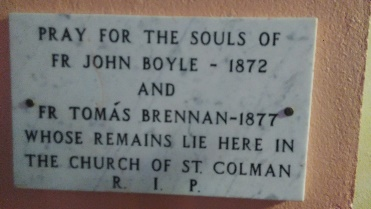 PRAY FOR THE SOULS OF
FR JOHN BOYLE - 1872
AND
FR TOMÁS BRENNAN-1877
WHOSE REMAINS LIE HERE IN
THE CHURCH OF ST. COLMAN
R. I. P.